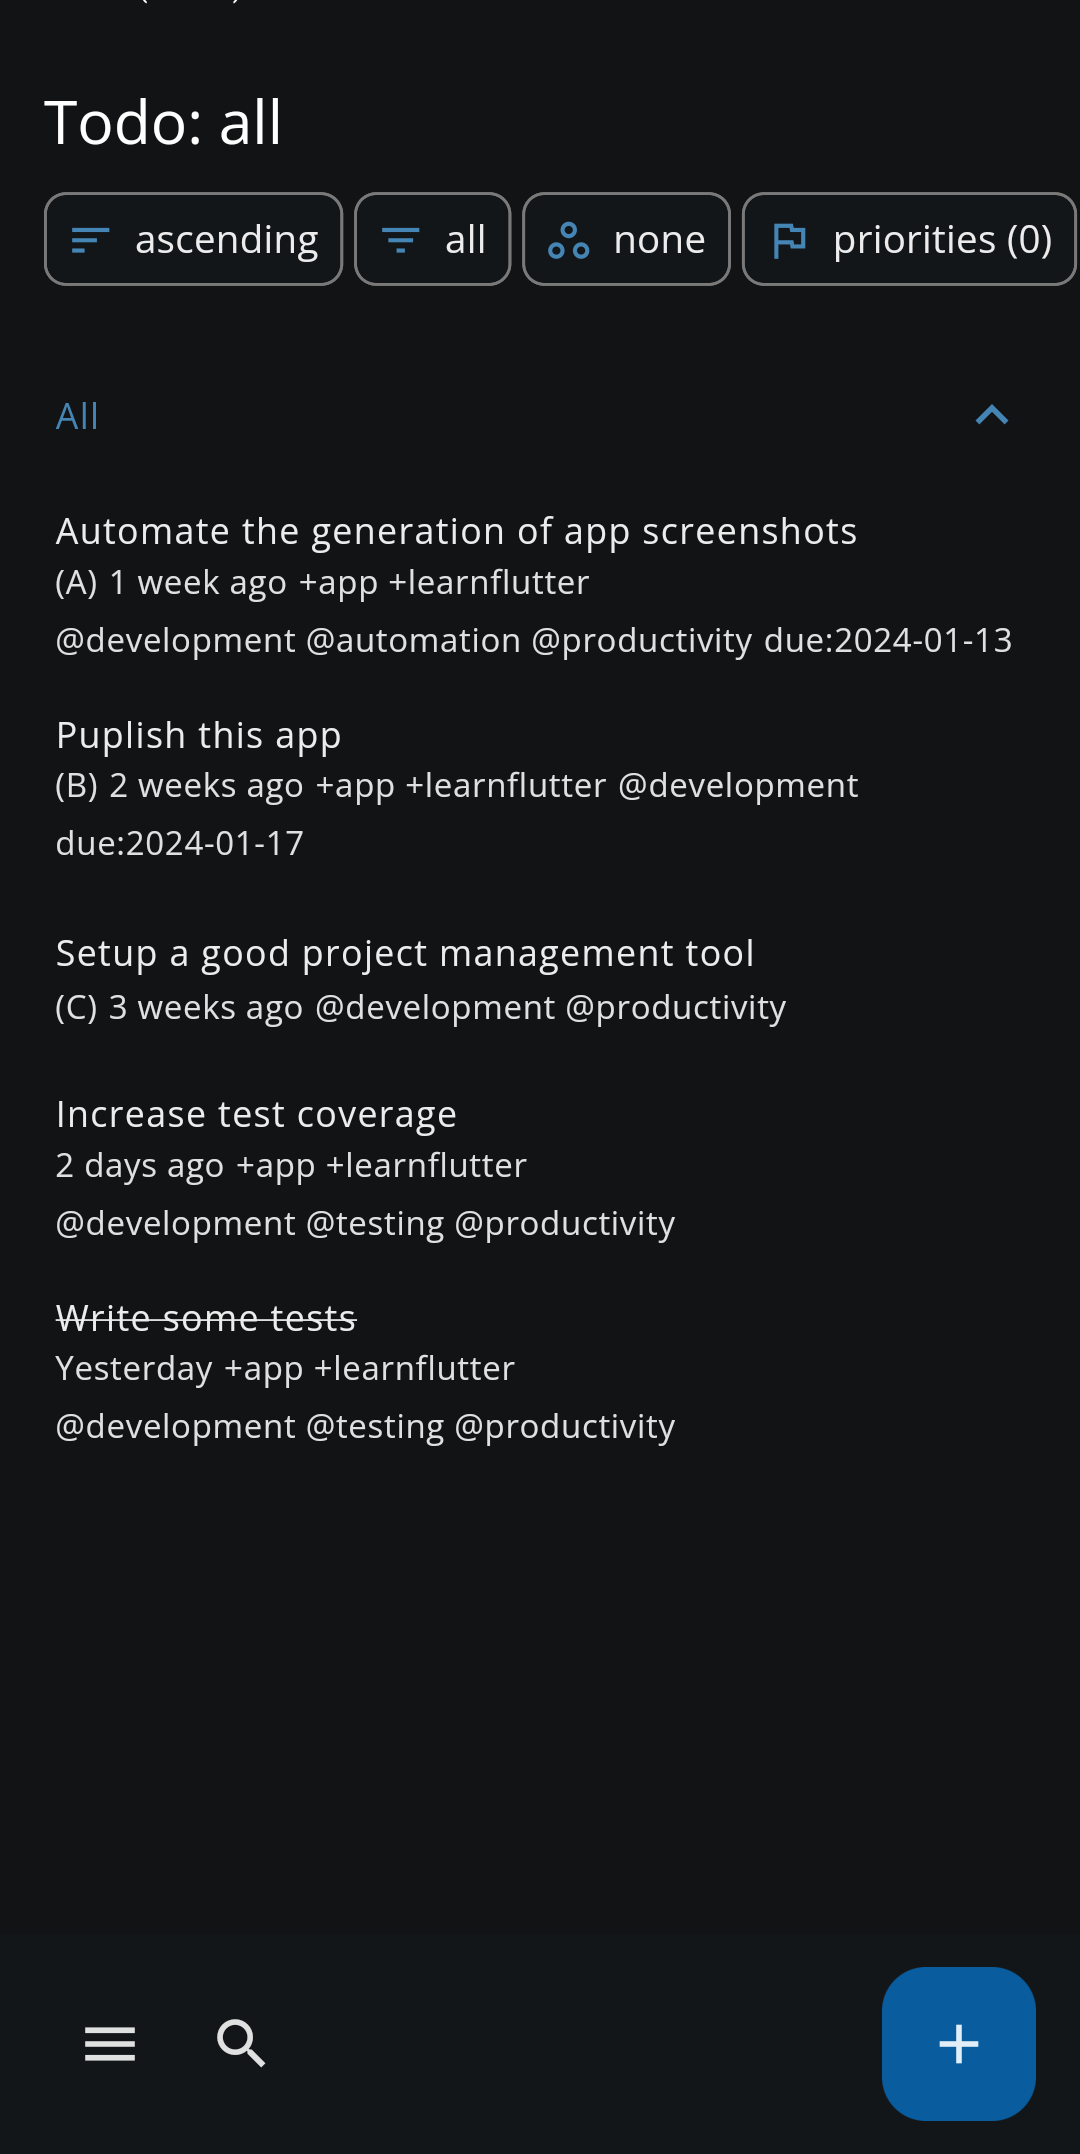 Todo: all
ascending all none priorities (0)
All
Automate the generation of app screenshots
(A) 1 week ago +app +learnflutter
@development @automation @productivity due:2024-01-13
Puplish this app
(B) 2 weeks ago +app +learnflutter @development
due:2024-01-17
Setup a good project management tool
(C) 3 weeks ago @development @productivity
Increase test coverage
2 days ago +app +learnflutter
@development @testing @productivity
Write some tests
Yesterday +app +learnflutter
@development @testing @productivity